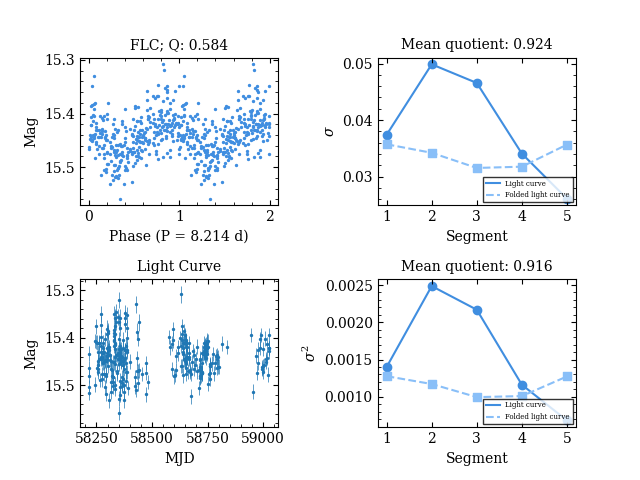 FLC; Q: 0.584
Mag
15.3
15.4
15.5
0 1 2
Phase (P = 8.214 d)
Mean quotient: 0.924
σ
0.05
0.04
0.03
Light curve
Folded light curve
1 2 3 4 5
Segment
Light Curve
Mag
15.3
15.4
15.5
58250 58500 58750 59000
MJD
Mean quotient: 0.916
σ²
0.0025
0.0020
0.0015
0.0010
Light curve
Folded light curve
1 2 3 4 5
Segment